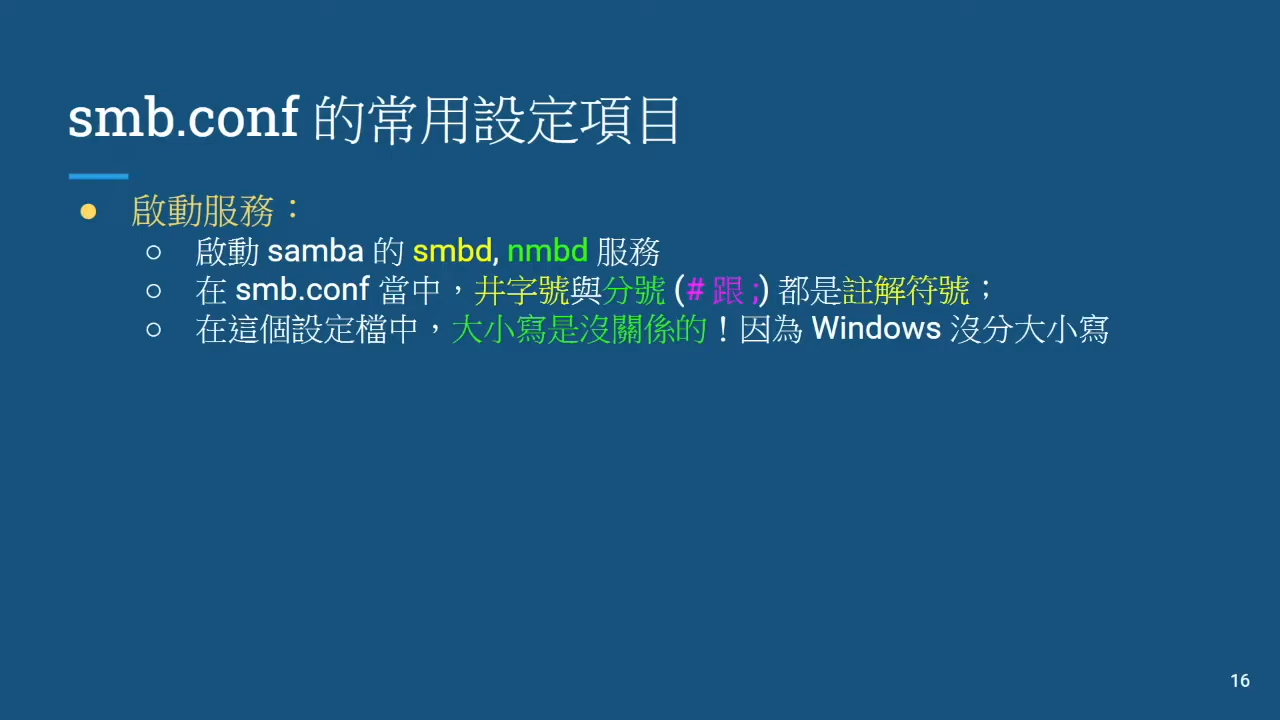 smb.conf 的常用設定項目
● 啟動服務：
○ 啟動 samba 的 smbd, nmbd 服務
○ 在 smb.conf 當中，井字號與分號 (# 跟 ;) 都是註解符號；
○ 在這個設定檔中，大小寫是沒關係的！因為 Windows 沒分大小寫
16